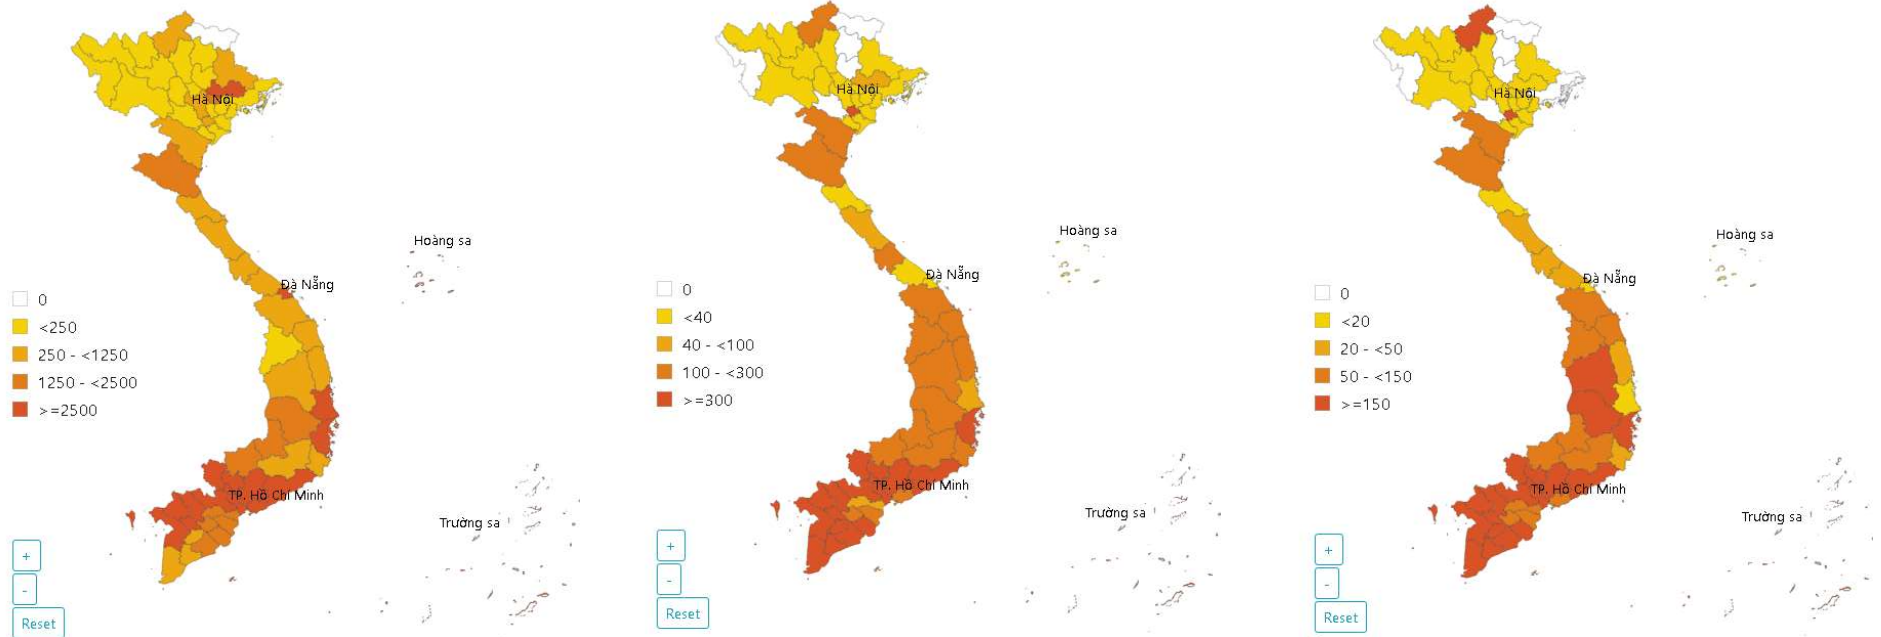 Hà Nội
Hoàng sa
Đà Nẵng
0
<250
250 - <1250
1250 - <2500
>=2500
TP. Hồ Chí Minh
Trường sa
+
-
Reset
Hà Nội
Hoàng sa
Đà Nẵng
0
<40
40 - <100
100 - <300
>=300
TP. Hồ Chí Minh
Trường sa
+
-
Reset
Hà Nội
Hoàng sa
Đà Nẵng
0
<20
20 - <50
50 - <150
>=150
TP. Hồ Chí Minh
Trường sa
+
-
Reset